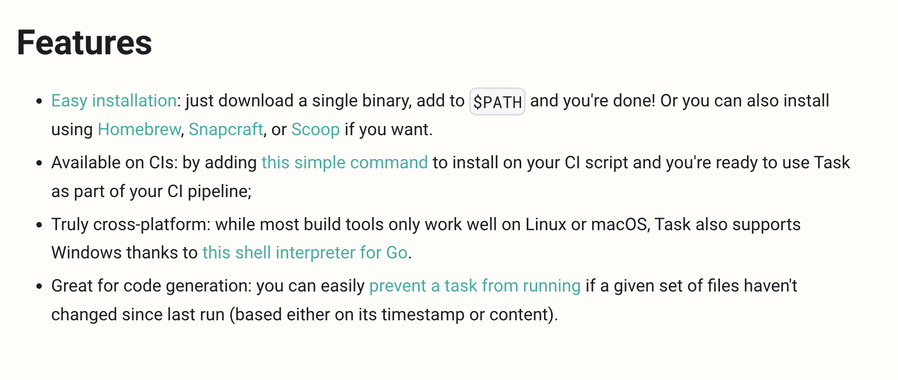 Features
• Easy installation: just download a single binary, add to $PATH and you're done! Or you can also install
using Homebrew, Snapcraft, or Scoop if you want.
• Available on CIs: by adding this simple command to install on your CI script and you're ready to use Task
as part of your CI pipeline;
• Truly cross-platform: while most build tools only work well on Linux or macOS, Task also supports
Windows thanks to this shell interpreter for Go.
• Great for code generation: you can easily prevent a task from running if a given set of files haven't
changed since last run (based either on its timestamp or content).